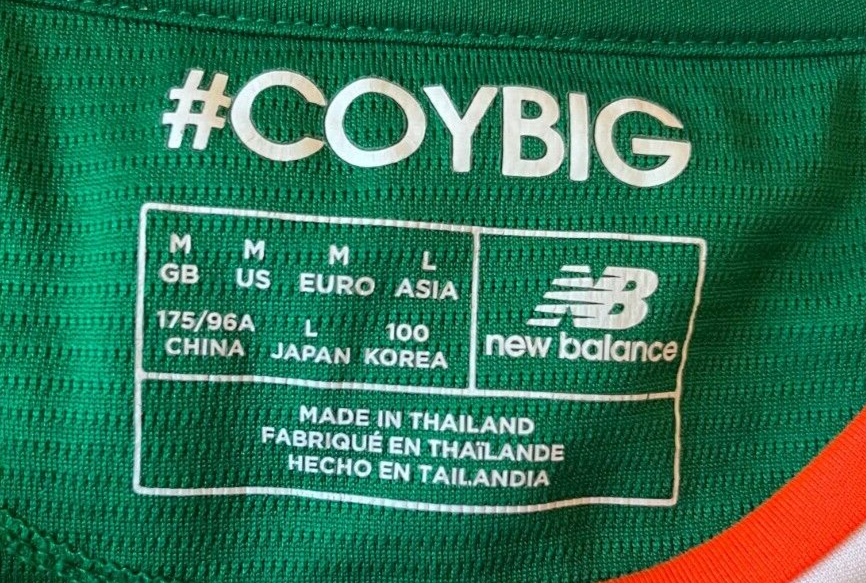 #COYBIG
M M M L
GB US EURO ASIA
175/96A L 100
CHINA JAPAN KOREA
NB
new balance
MADE IN THAILAND
FABRIQUÉ EN THAÏLANDE
HECHO EN TAILANDIA